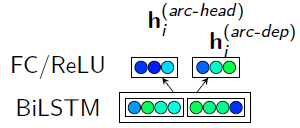 h_i^{(arc-head)}
h_i^{(arc-dep)}
FC/ReLU
BiLSTM